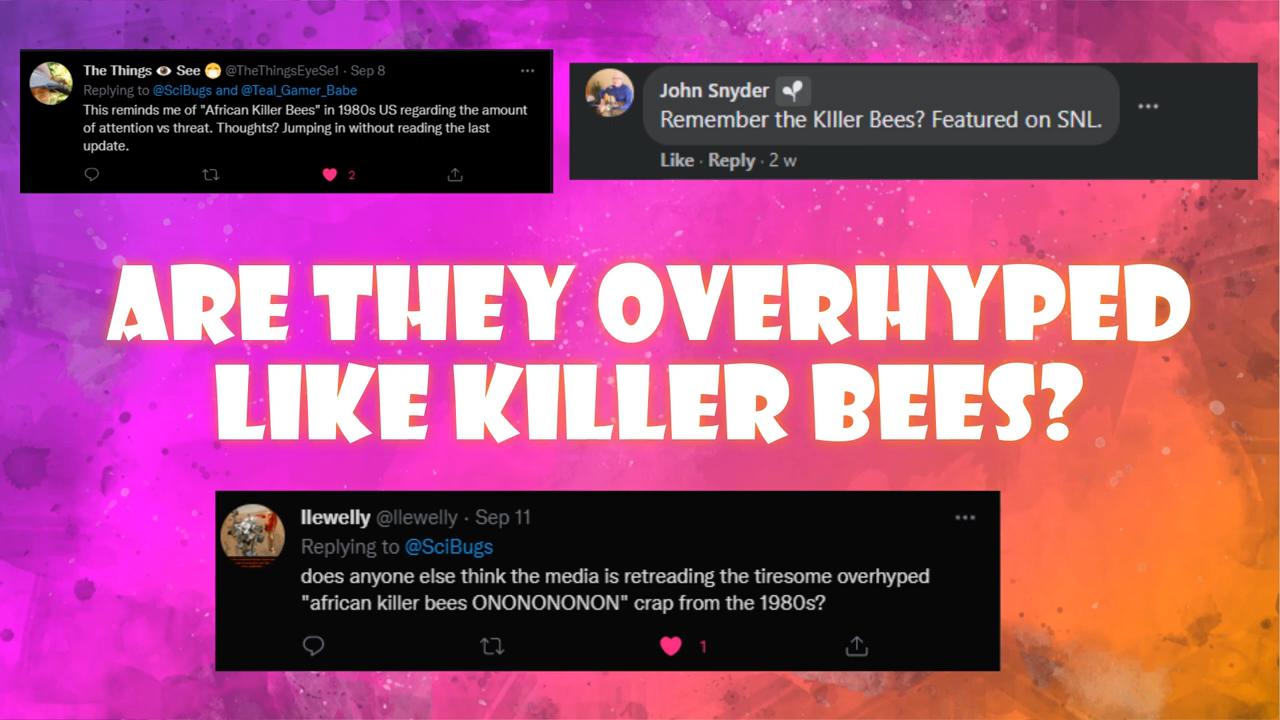 The Things 👁 See 😷 @TheThingsEyeSe1 · Sep 8
Replying to @SciBugs and @Teal_Gamer_Babe
This reminds me of "African Killer Bees" in 1980s US regarding the amount
of attention vs threat. Thoughts? Jumping in without reading the last
update.
2
John Snyder
Remember the KIller Bees? Featured on SNL.
Like · Reply · 2 w
ARE THEY OVERHYPED
LIKE KILLER BEES?
llewelly @llewelly · Sep 11
Replying to @SciBugs
does anyone else think the media is retreading the tiresome overhyped
"african killer bees ONONONONON" crap from the 1980s?
1